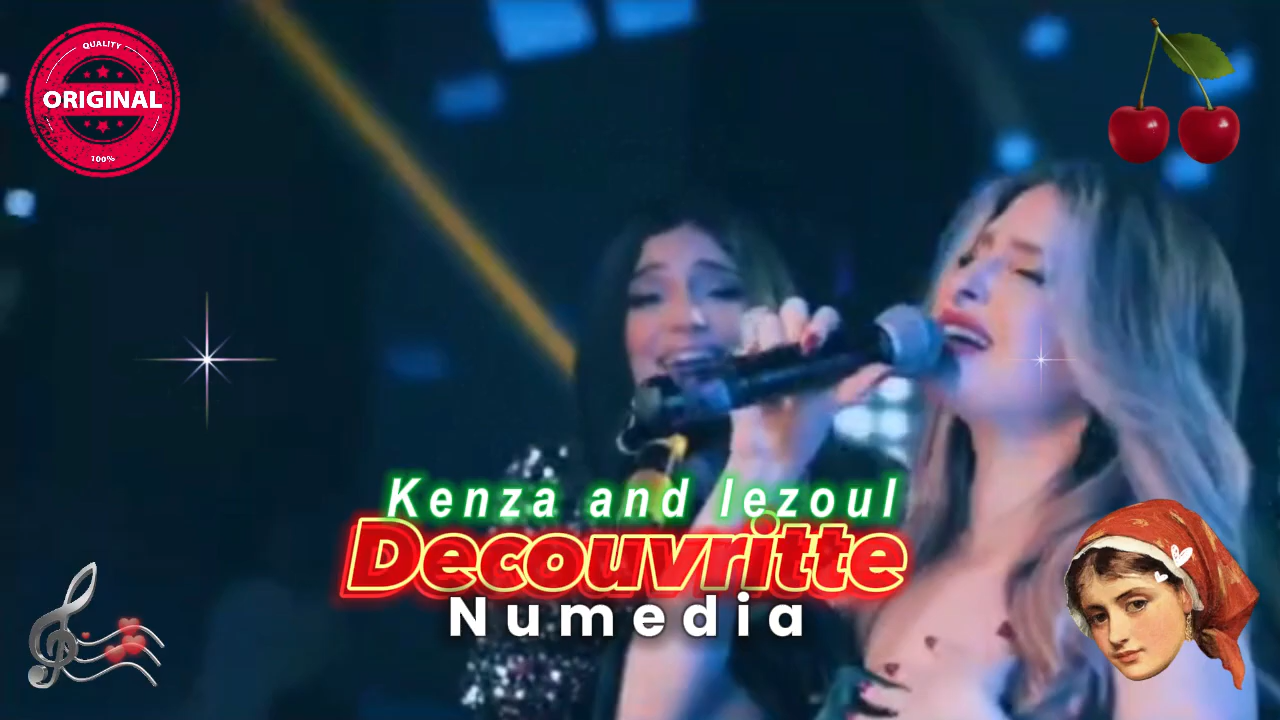 QUALITY
ORIGINAL
100%
Kenza and lezoul
Decouvritte
Numedia